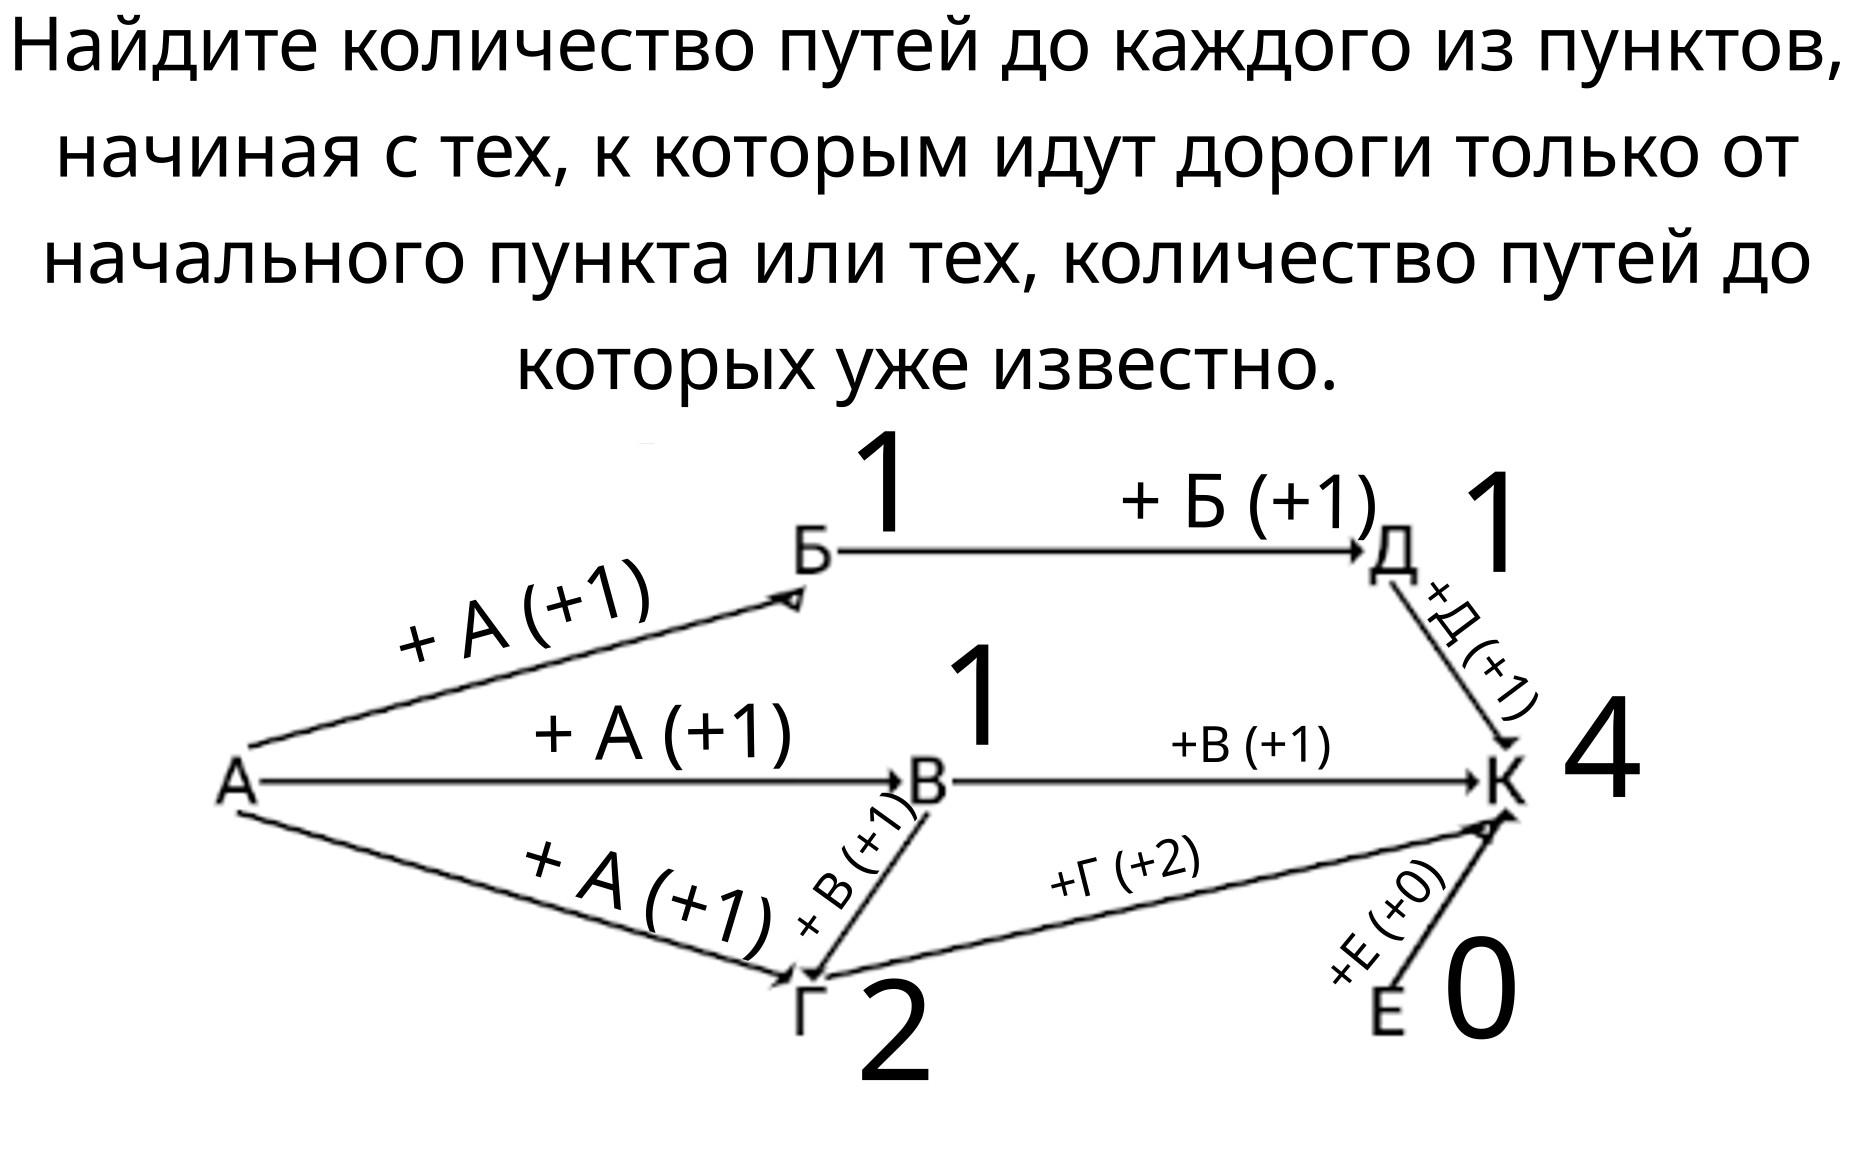 Найдите количество путей до каждого из пунктов,
начиная с тех, к которым идут дороги только от
начального пункта или тех, количество путей до
которых уже известно.
1
+ Б (+1)
1
Б
Д
+ А (+1)
+Д (+1)
1
+ А (+1)
+В (+1)
4
А
В
К
+ В (+1)
+ А (+1)
+Г (+2)
+Е (+0)
Г
2
Е
0